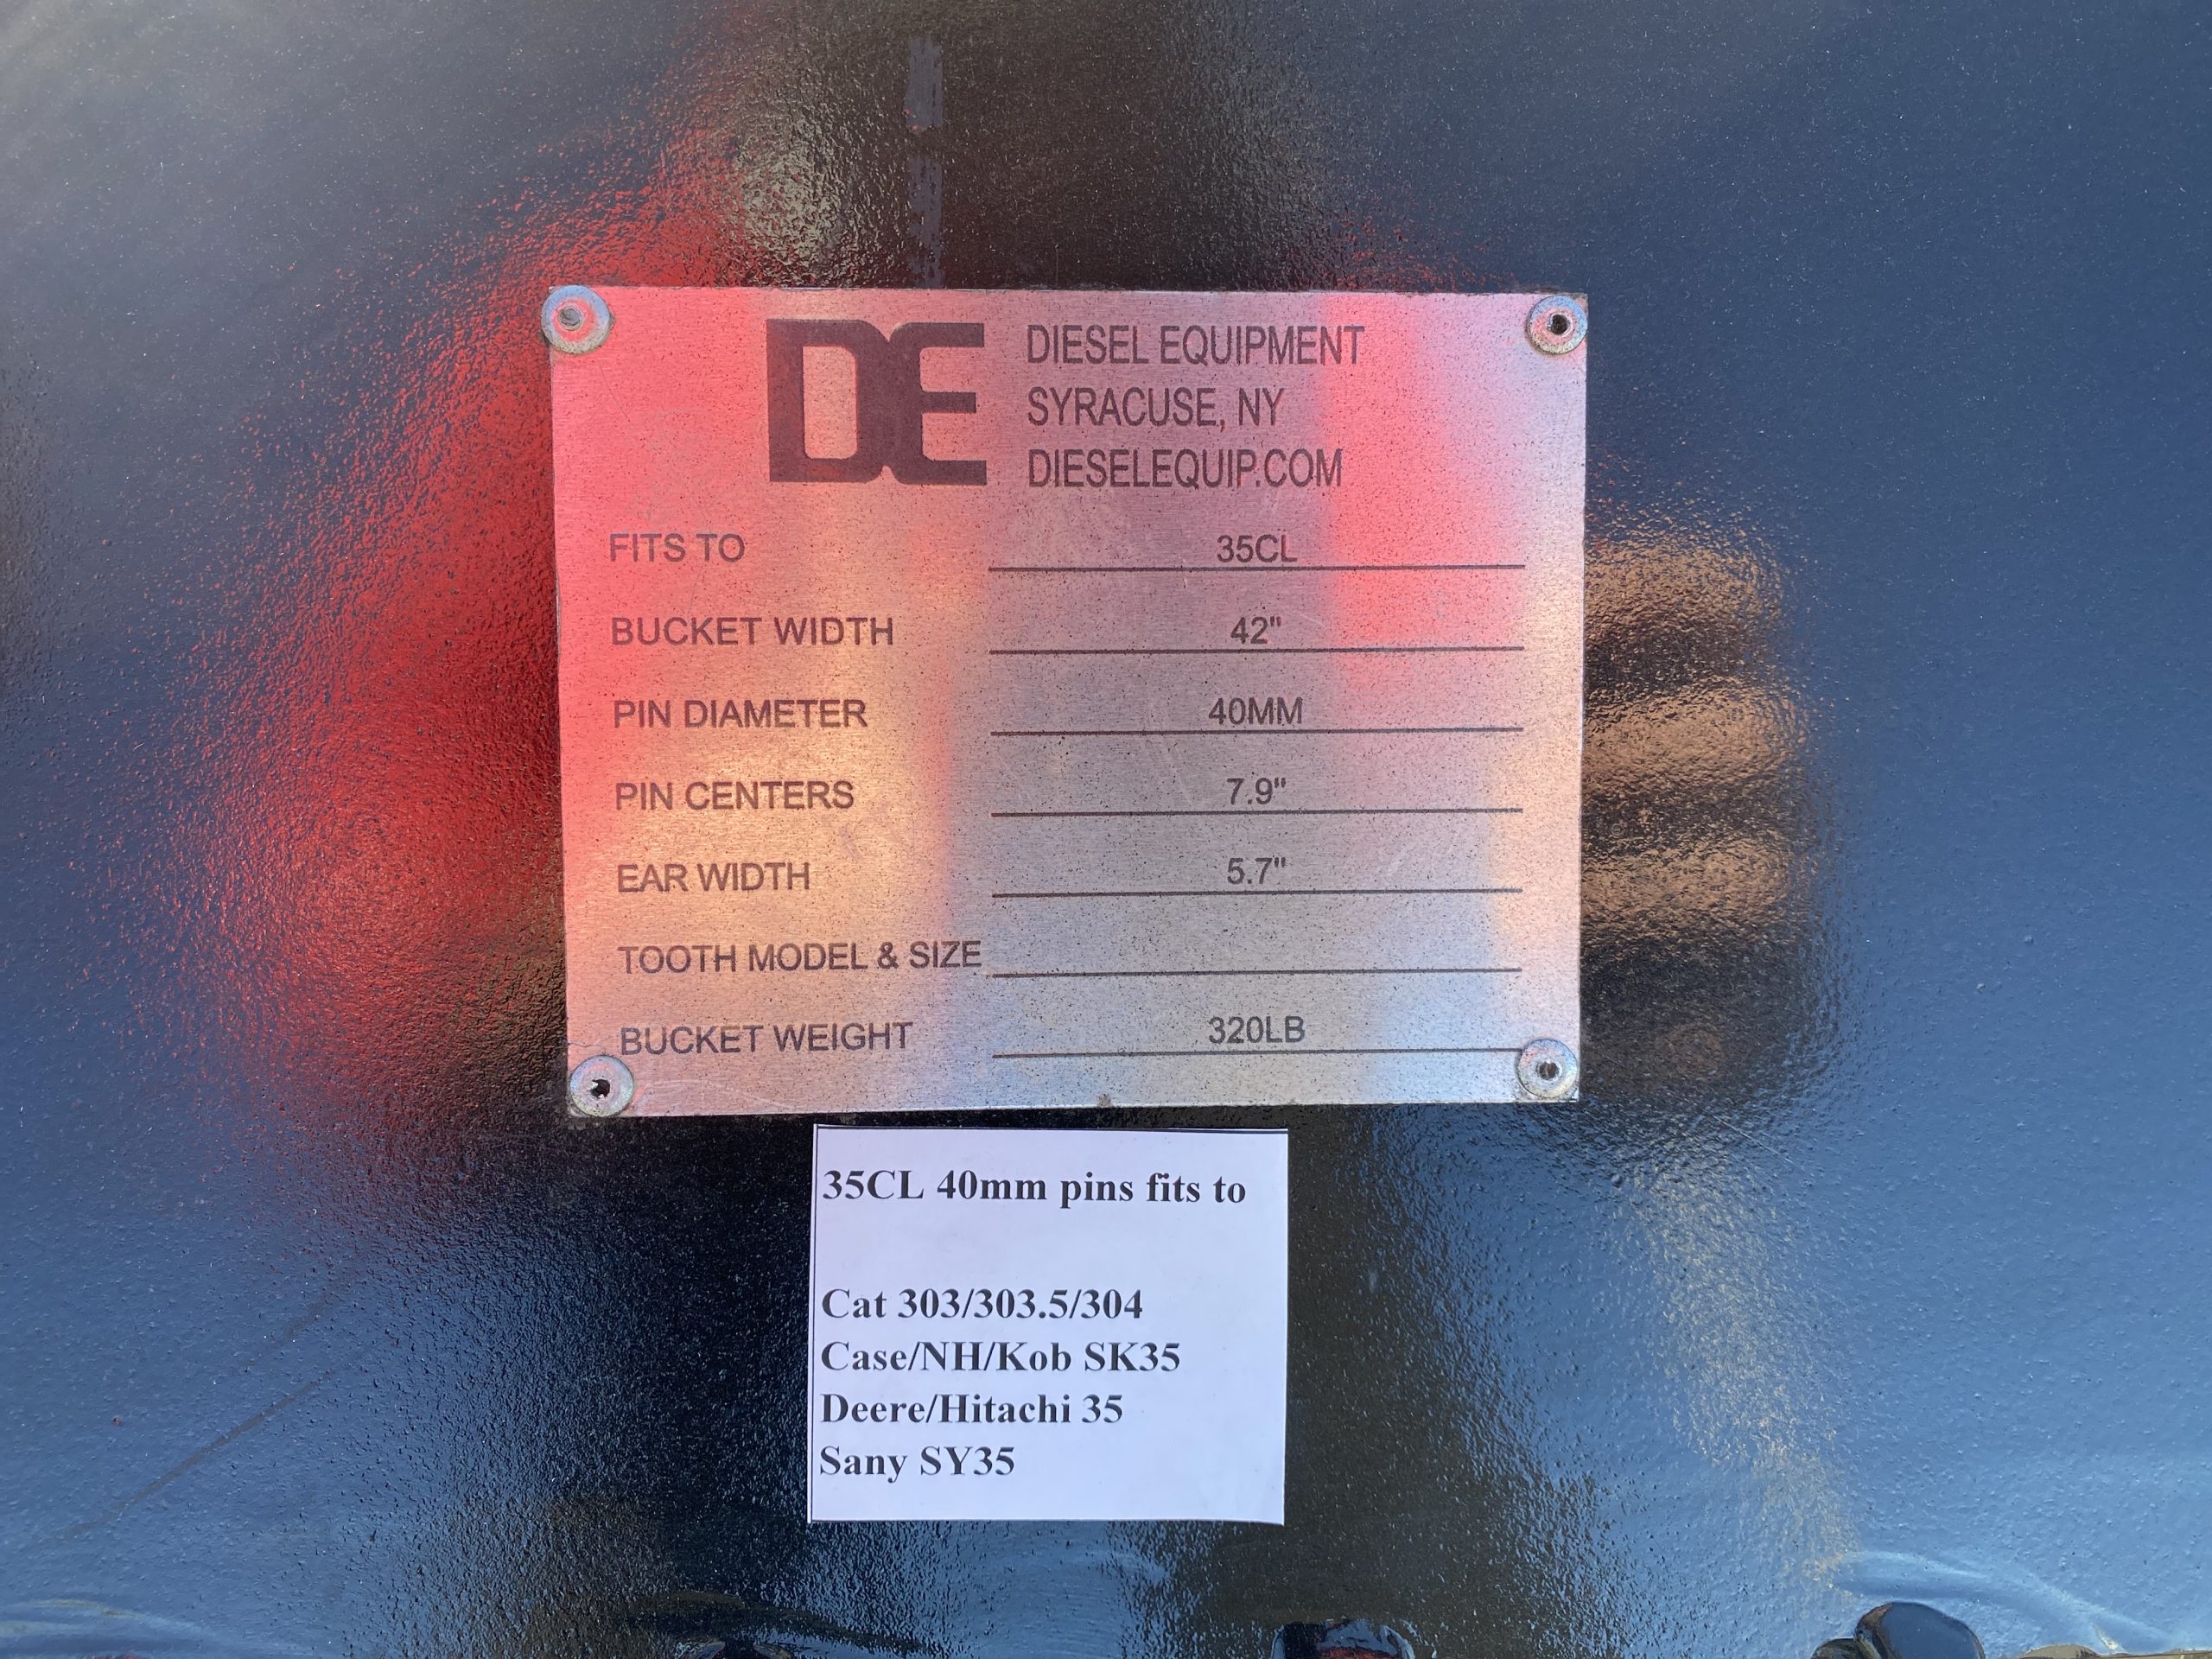 DE
DIESEL EQUIPMENT
SYRACUSE, NY
DIESELEQUIP.COM
FITS TO 35CL
BUCKET WIDTH 42"
PIN DIAMETER 40MM
PIN CENTERS 7.9"
EAR WIDTH 5.7"
TOOTH MODEL & SIZE
BUCKET WEIGHT 320LB
35CL 40mm pins fits to
Cat 303/303.5/304
Case/NH/Kob SK35
Deere/Hitachi 35
Sany SY35